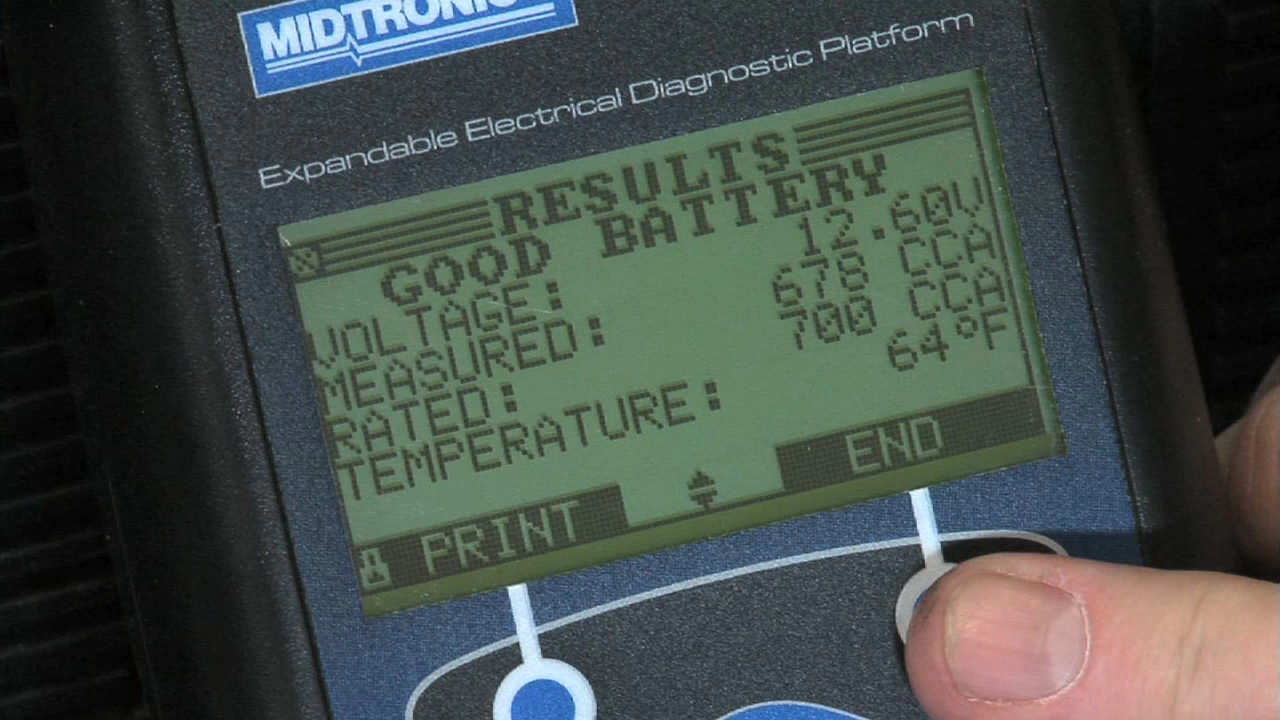 MIDTRONICS
Expandable Electrical Diagnostic Platform
RESULTS
GOOD BATTERY
VOLTAGE: 12.60V
MEASURED: 678 CCA
RATED: 700 CCA
TEMPERATURE: 64°F
PRINT END